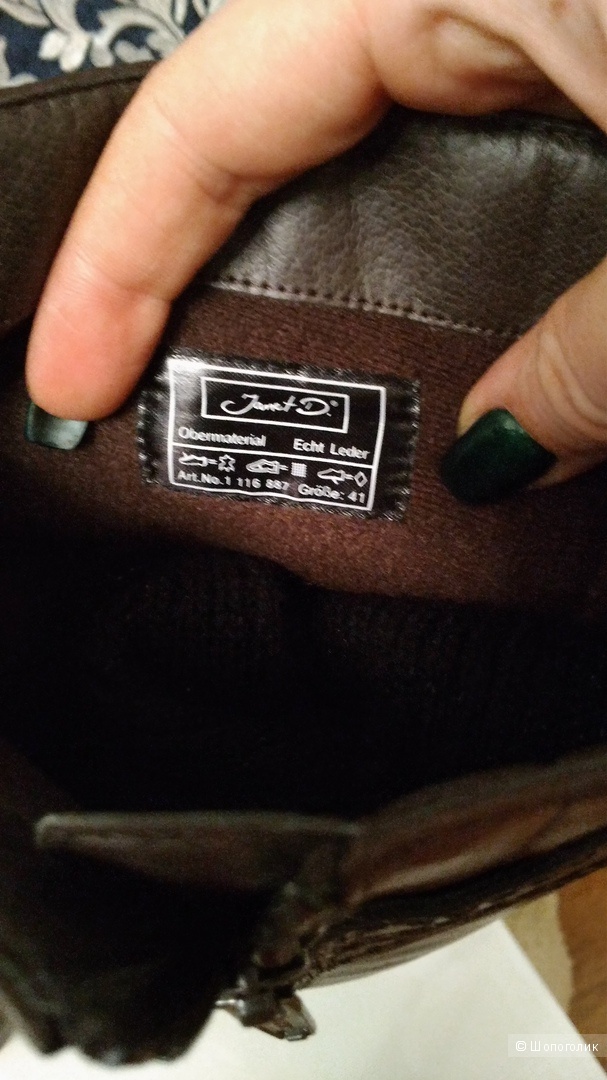 Janet D.®
Obermaterial Echt Leder
Art.No.1 116 887 Größe: 41
© Шопоголик